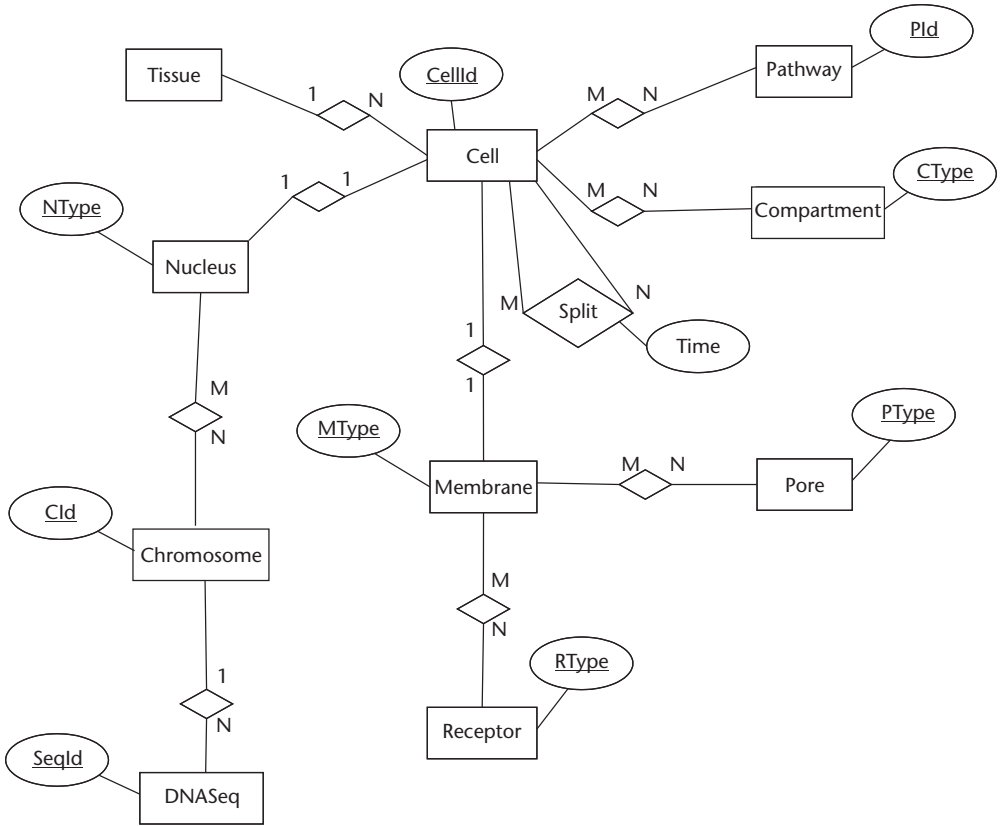 PId
Tissue
CellId
Pathway
1
N
M
N
Cell
1
1
M
N
CType
NType
Compartment
Nucleus
M
Split
N
1
Time
1
M
N
MType
PType
M
N
Membrane
Pore
CId
Chromosome
M
N
RType
1
N
Receptor
SeqId
DNASeq